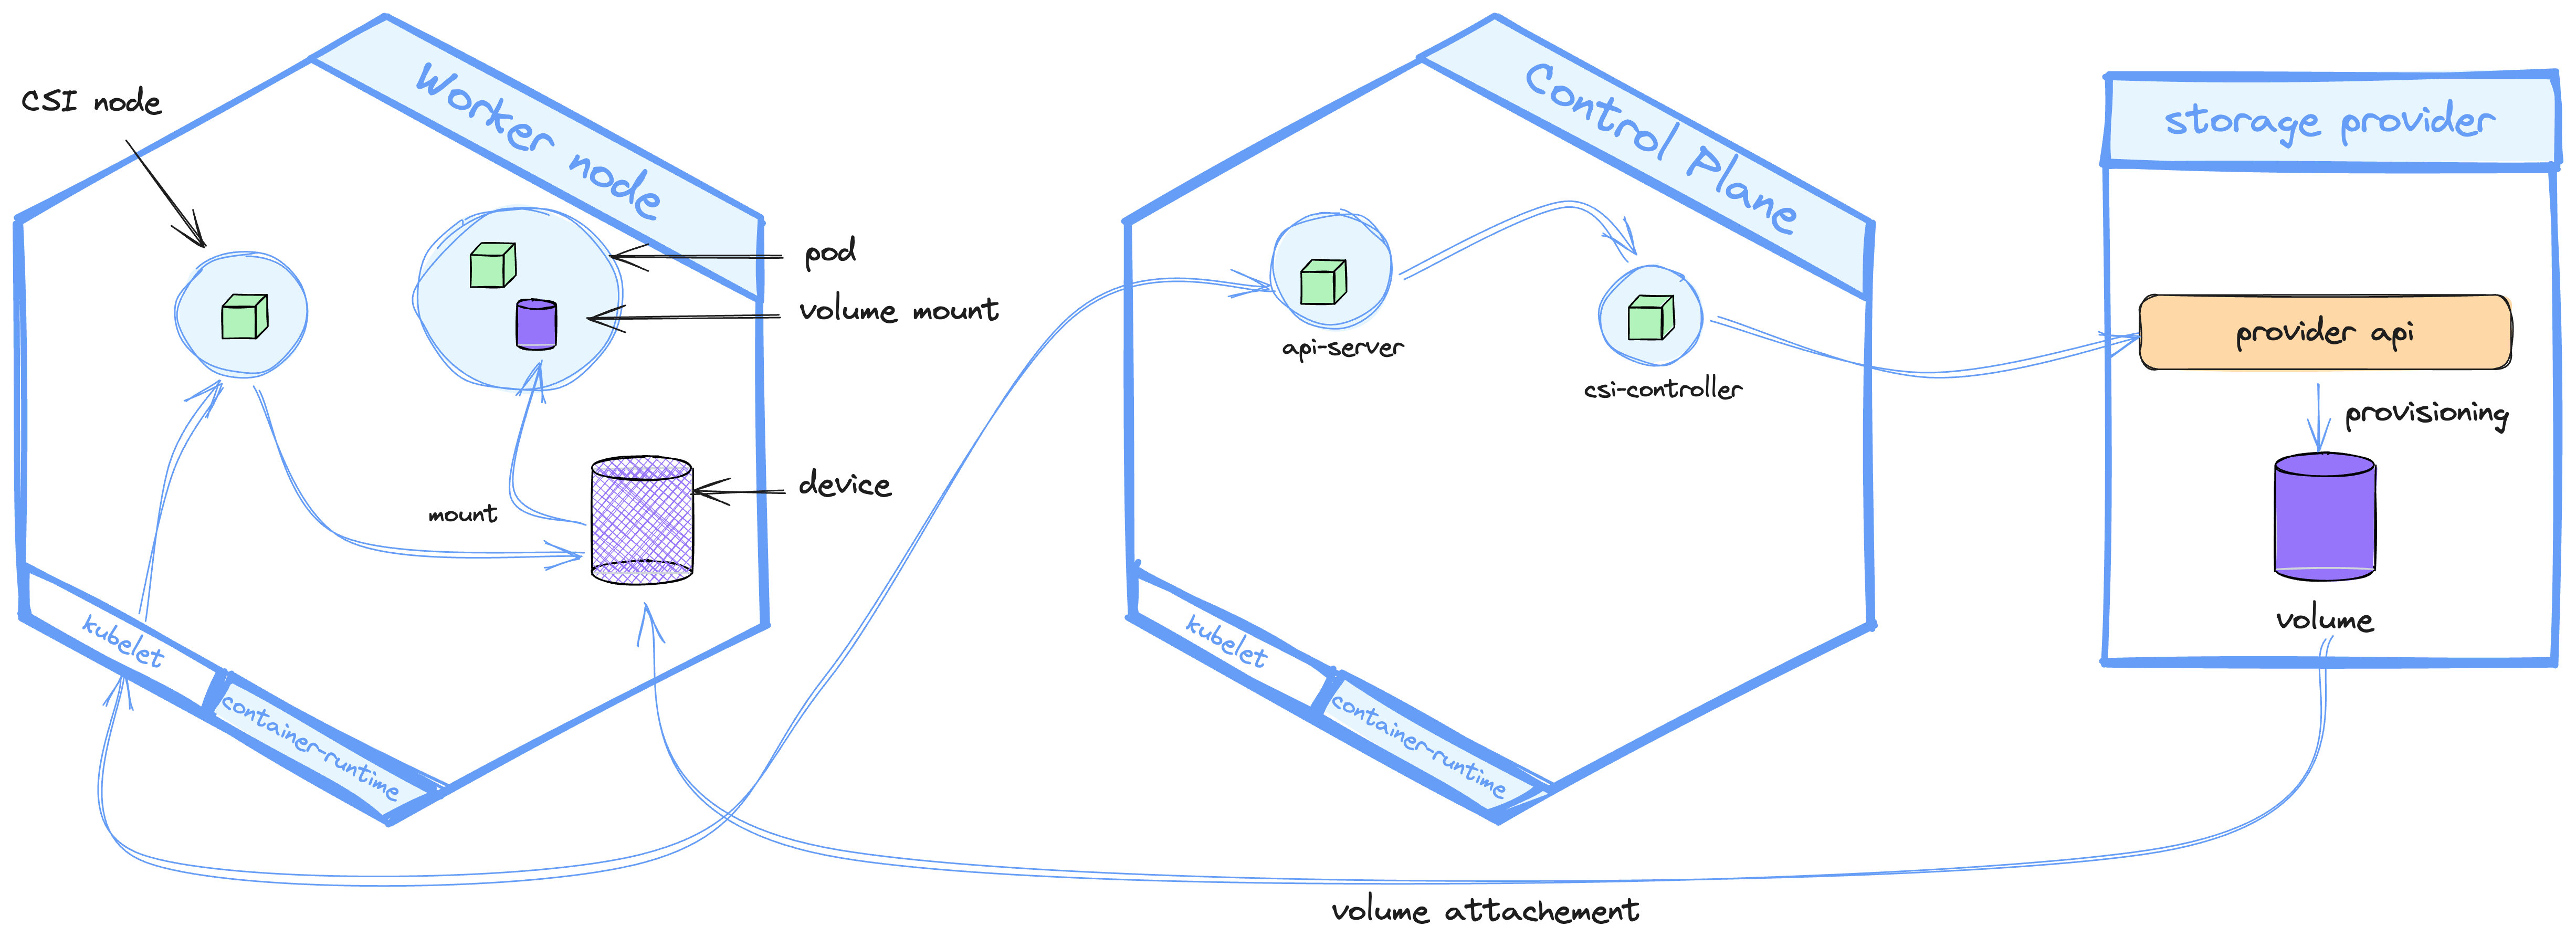 CSI node
Worker node
pod
volume mount
device
mount
kubelet
container-runtime
Control Plane
api-server
csi-controller
kubelet
container-runtime
storage provider
provider api
provisioning
volume
volume attachement